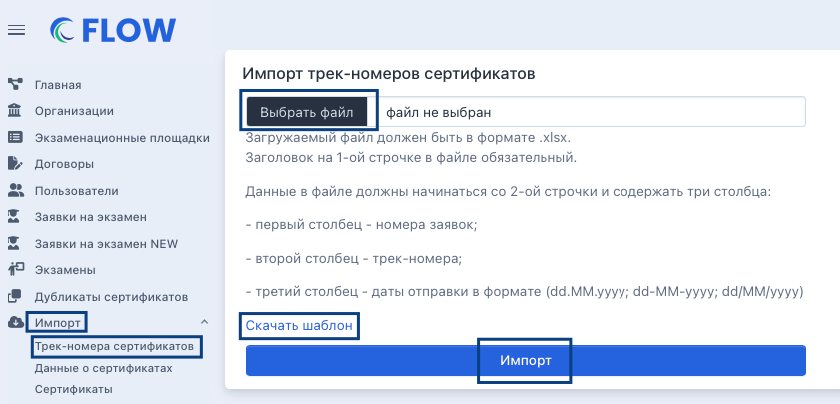 FLOW
Главная
Организации
Экзаменационные площадки
Договоры
Пользователи
Заявки на экзамен
Заявки на экзамен NEW
Экзамены
Дубликаты сертификатов
Импорт
Трек-номера сертификатов
Данные о сертификатах
Сертификаты
Импорт трек-номеров сертификатов
Выбрать файл файл не выбран
Загружаемый файл должен быть в формате .xlsx.
Заголовок на 1-ой строчке в файле обязательный.
Данные в файле должны начинаться со 2-ой строчки и содержать три столбца:
- первый столбец - номера заявок;
- второй столбец - трек-номера;
- третий столбец - даты отправки в формате (dd.MM.yyyy; dd-MM-yyyy; dd/MM/yyyy)
Скачать шаблон
Импорт